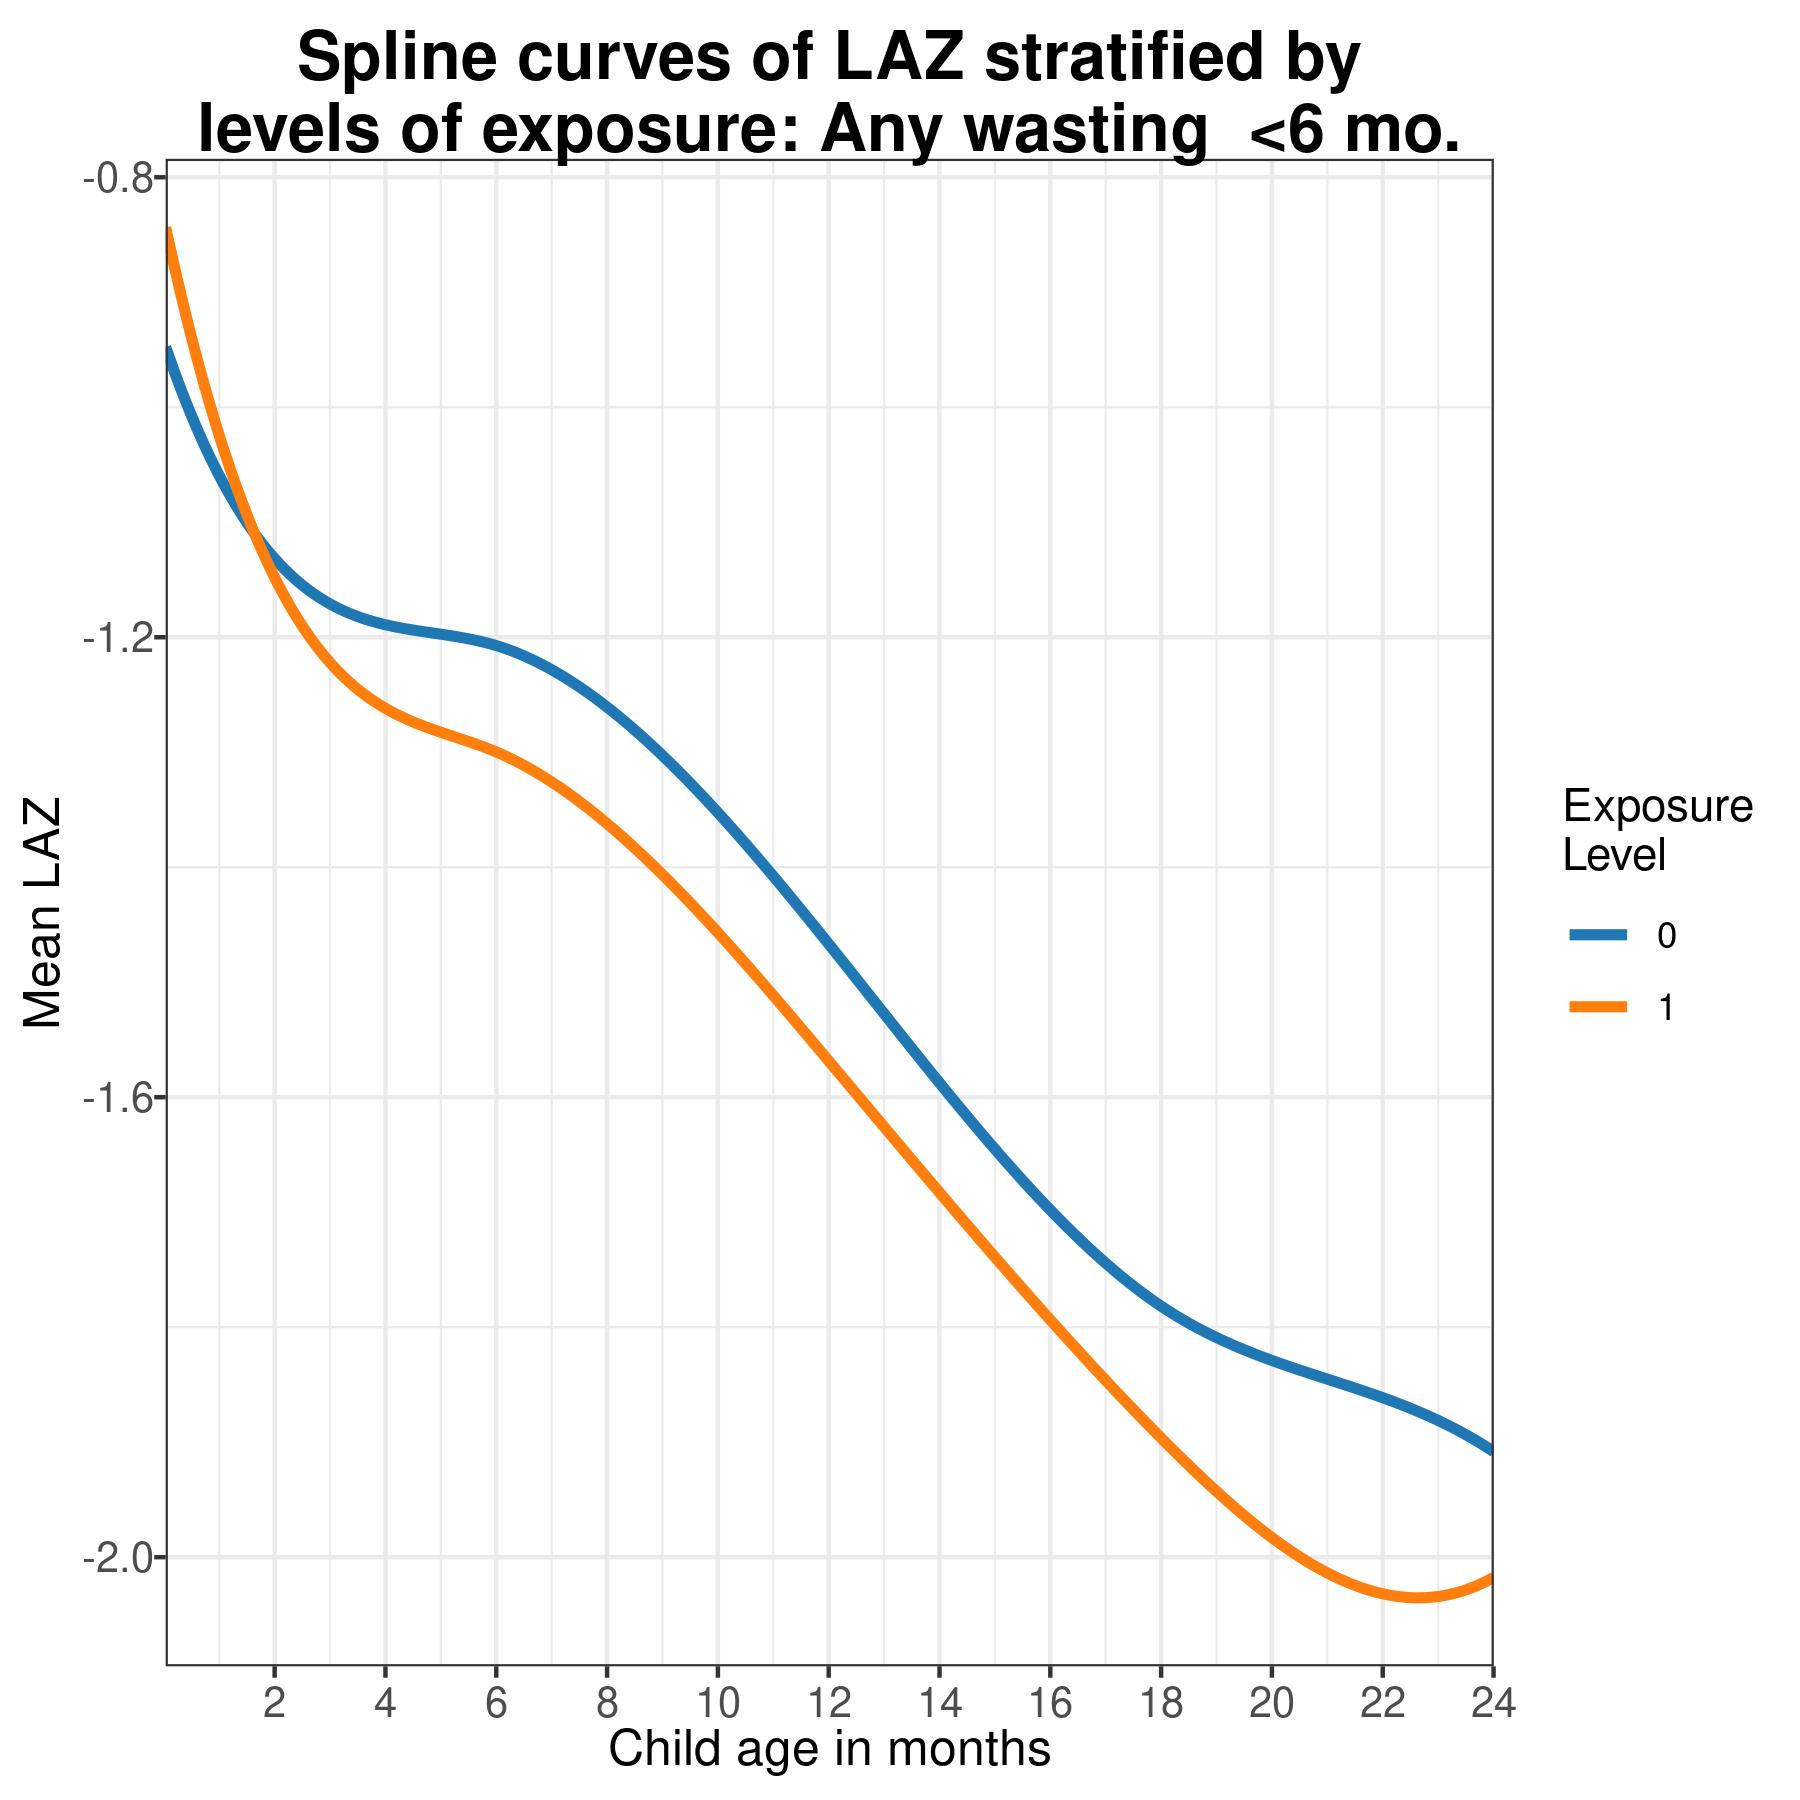 Spline curves of LAZ stratified by
levels of exposure: Any wasting  <6 mo.
Mean LAZ
-0.8
-1.2
-1.6
-2.0
2 4 6 8 10 12 14 16 18 20 22 24
Child age in months
Exposure
Level
0
1